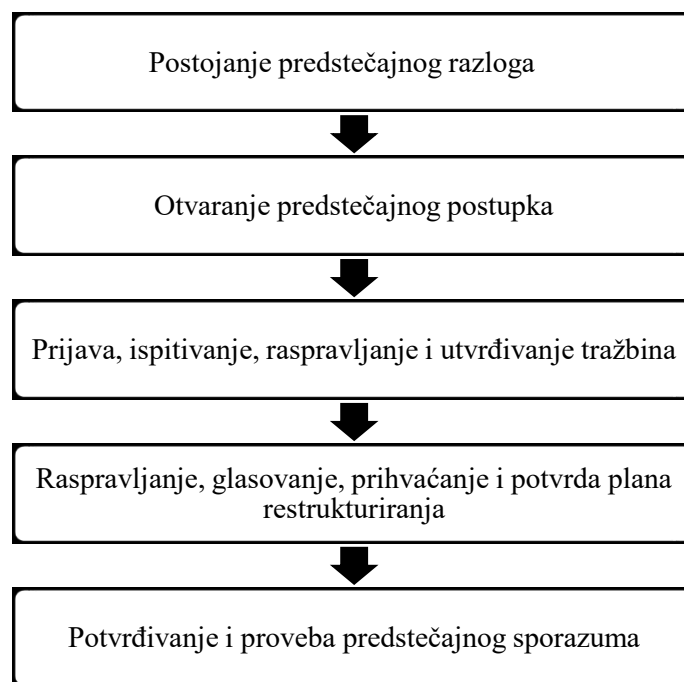 Postojanje predstečajnog razloga
Otvaranje predstečajnog postupka
Prijava, ispitivanje, raspravljanje i utvrđivanje tražbina
Raspravljanje, glasovanje, prihvaćanje i potvrda plana
restrukturiranja
Potvrđivanje i proveba predstečajnog sporazuma